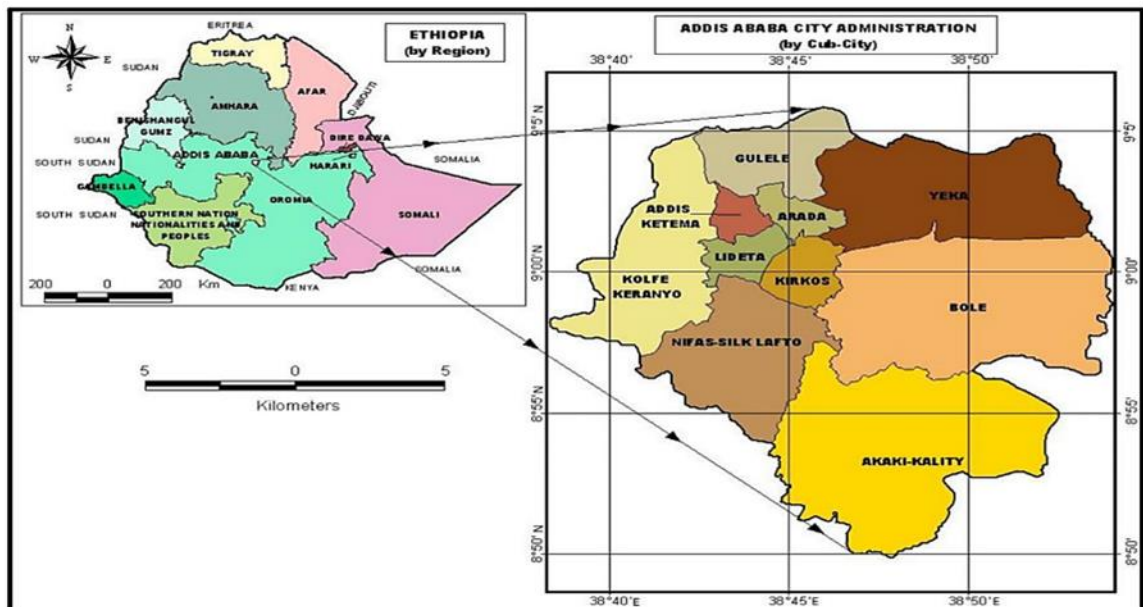 ETHIOPIA
(by Region)
N
W
E
S
ERITREA
TIGRAY
SUDAN
AFAR
AMHARA
DJIBOUTI
BENISHANGUL
GUMZ
SUDAN
DIRE DAWA
SOUTH SUDAN
ADDIS ABABA
HARARI
SOMALIA
GAMBELLA
OROMIA
SOUTH SUDAN
SOUTHERN NATION
NATIONALITIES AND
PEOPLES
SOMALI
SOMALIA
KENYA
200 0 200
Km
5 0 5
Kilometers
ADDIS ABABA CITY ADMINISTRATION
(by Cub-City)
38°40' 38°45' 38°50'
9°5'N
9°5'
GULELE
YEKA
ADDIS
KETEMA
ARADA
LIDETA
9°00'N
9°00'
KOLFE
KERANYO
KIRKOS
BOLE
NIFAS-SILK LAFTO
8°55'N
8°55'
AKAKI-KALITY
8°50'N
8°50'
38°40'E 38°45'E 38°50'E